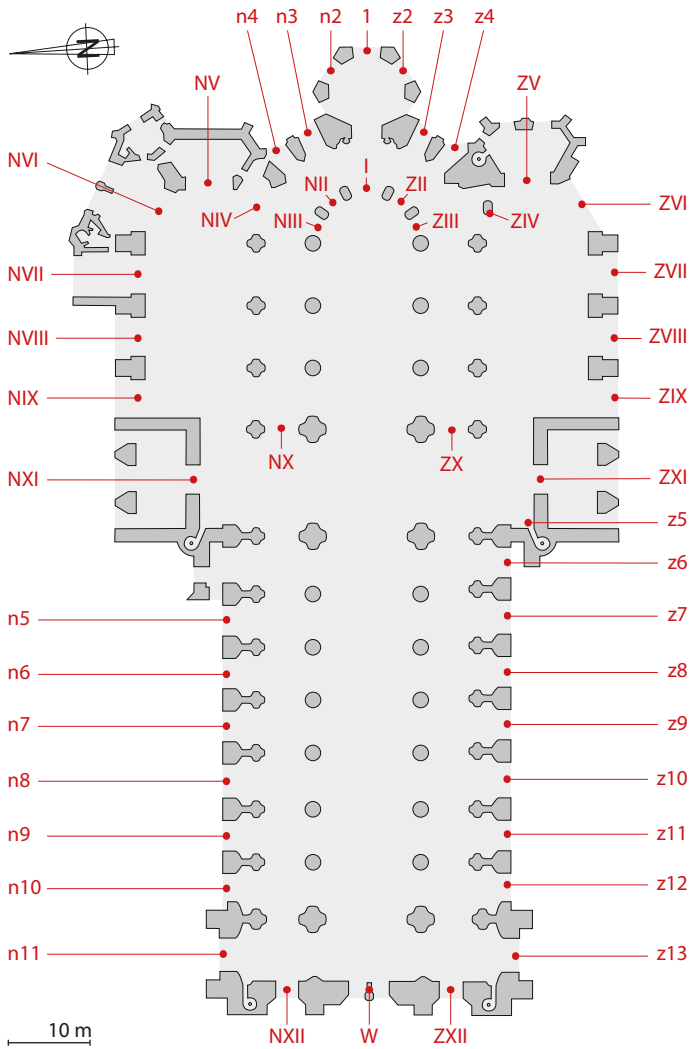 n4 n3 n2 1 z2 z3 z4
NV ZV
N
NVI
I
NII ZII
ZVI
NIV NIII ZIII ZIV
NVII ZVII
NVIII ZVIII
NIX ZIX
NX ZX
NXI ZXI
z5
z6
n5 z7
n6 z8
n7 z9
n8 z10
n9 z11
n10 z12
n11 z13
10 m
NXII W ZXII